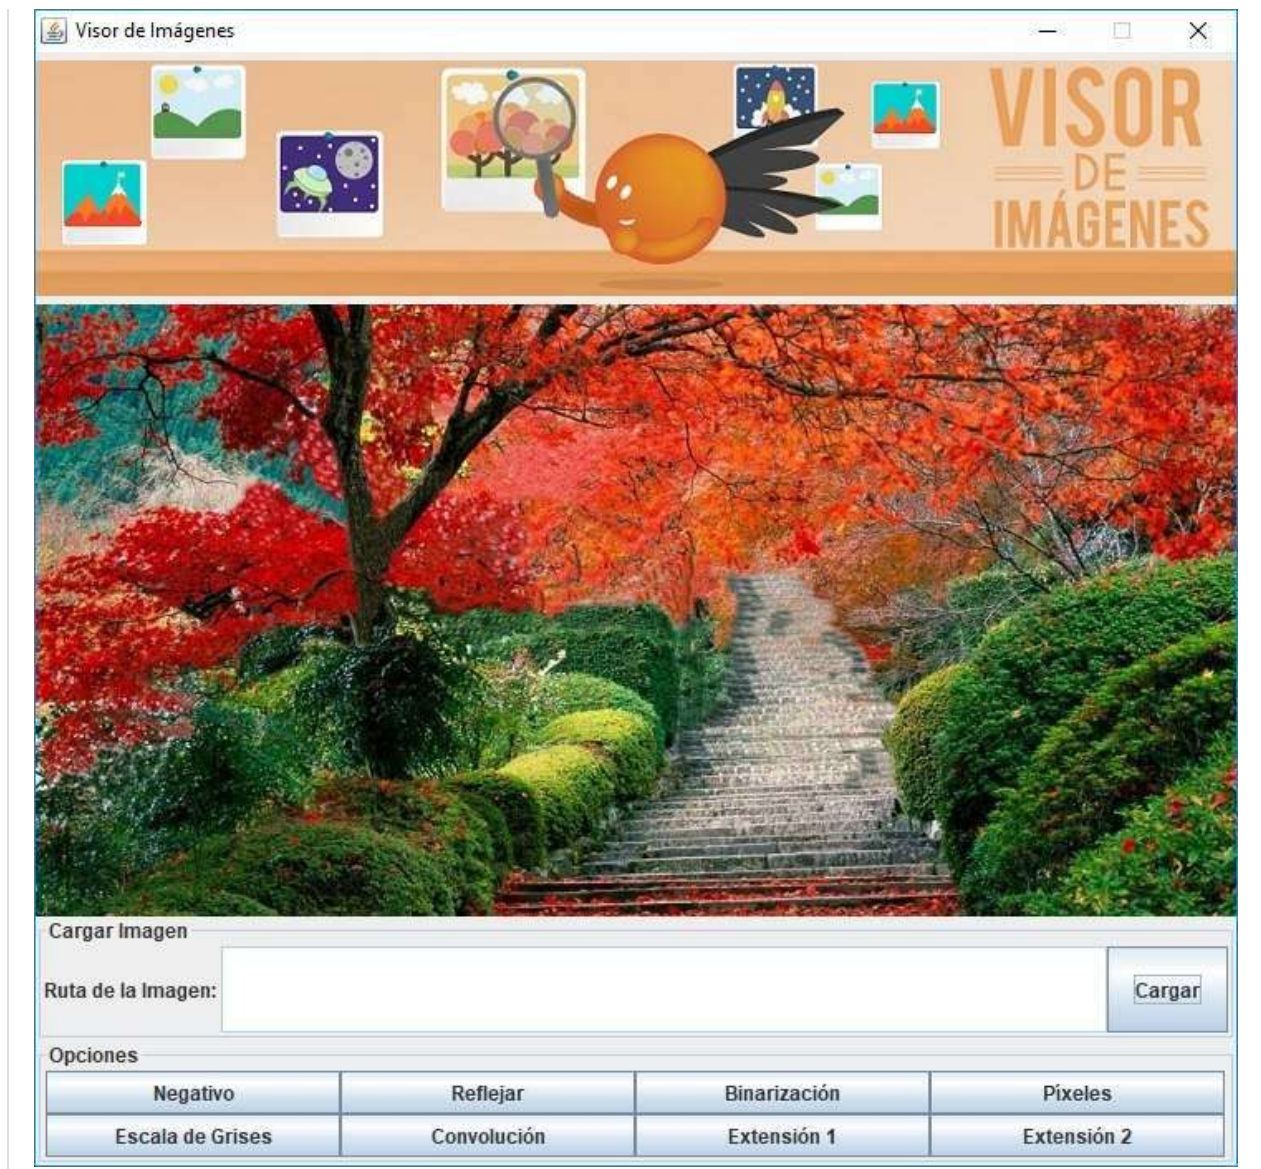 Visor de Imágenes
VISOR
DE
IMÁGENES
Cargar Imagen
Ruta de la Imagen:
Cargar
Opciones
Negativo
Reflejar
Binarización
Píxeles
Escala de Grises
Convolución
Extensión 1
Extensión 2